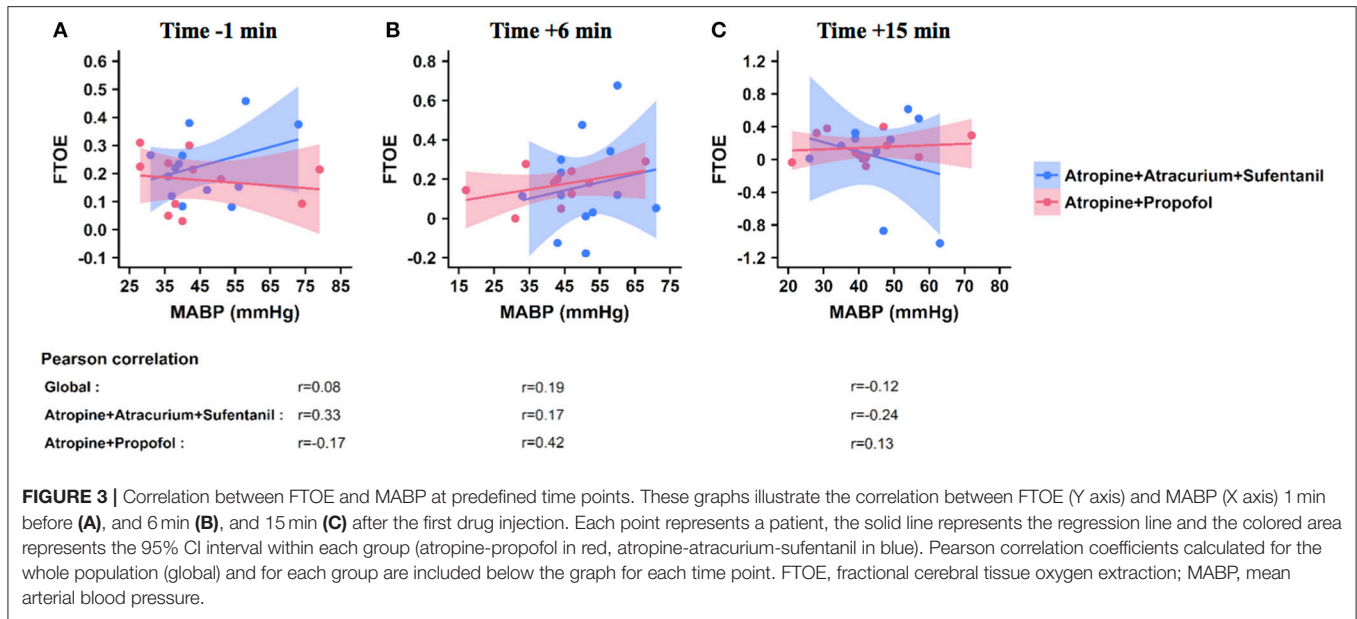 A Time -1 min
B Time +6 min
C Time +15 min
FTOE
0.6
0.5
0.4
0.3
0.2
0.1
0.0
-0.1
25 35 45 55 65 75 85
MABP (mmHg)
FTOE
0.8
0.6
0.4
0.2
0
-0.2
15 25 35 45 55 65 75
MABP (mmHg)
FTOE
1.2
0.8
0.4
0
-0.4
-0.8
-1.2
20 30 40 50 60 70 80
MABP (mmHg)
Atropine+Atracurium+Sufentanil
Atropine+Propofol
Pearson correlation
Global : r=0.08 r=0.19 r=-0.12
Atropine+Atracurium+Sufentanil : r=0.33 r=0.17 r=-0.24
Atropine+Propofol : r=-0.17 r=0.42 r=0.13
FIGURE 3 | Correlation between FTOE and MABP at predefined time points. These graphs illustrate the correlation between FTOE (Y axis) and MABP (X axis) 1 min
before (A), and 6 min (B), and 15 min (C) after the first drug injection. Each point represents a patient, the solid line represents the regression line and the colored area
represents the 95% CI interval within each group (atropine-propofol in red, atropine-atracurium-sufentanil in blue). Pearson correlation coefficients calculated for the
whole population (global) and for each group are included below the graph for each time point. FTOE, fractional cerebral tissue oxygen extraction; MABP, mean
arterial blood pressure.